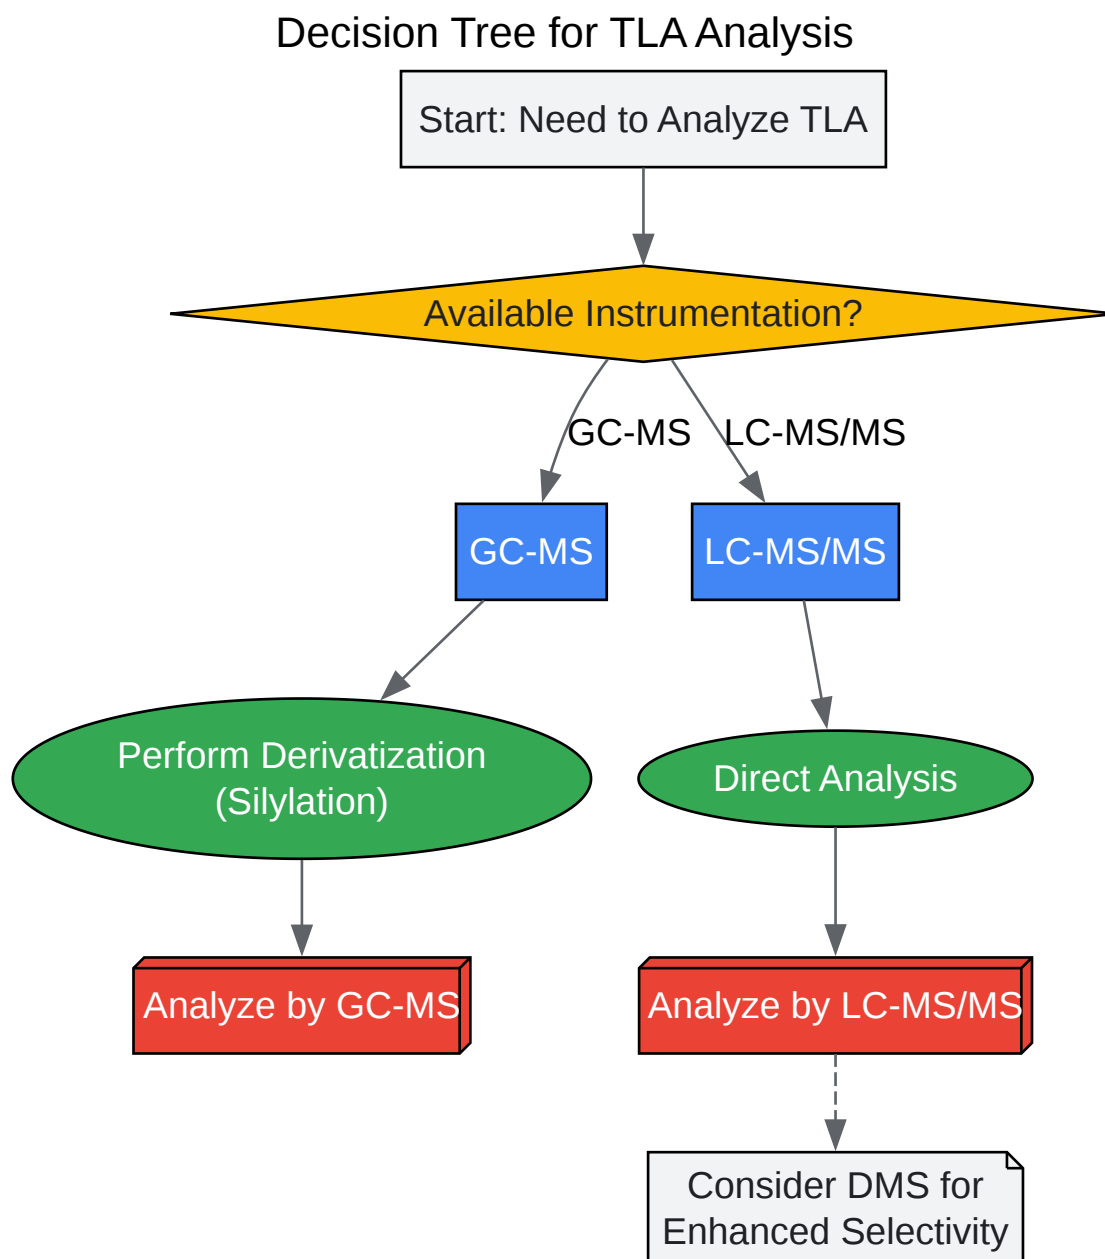 Decision Tree for TLA Analysis
Start: Need to Analyze TLA
Available Instrumentation?
GC-MS
LC-MS/MS
GC-MS
LC-MS/MS
Perform Derivatization
(Silylation)
Direct Analysis
Analyze by GC-MS
Analyze by LC-MS/MS
Consider DMS for
Enhanced Selectivity